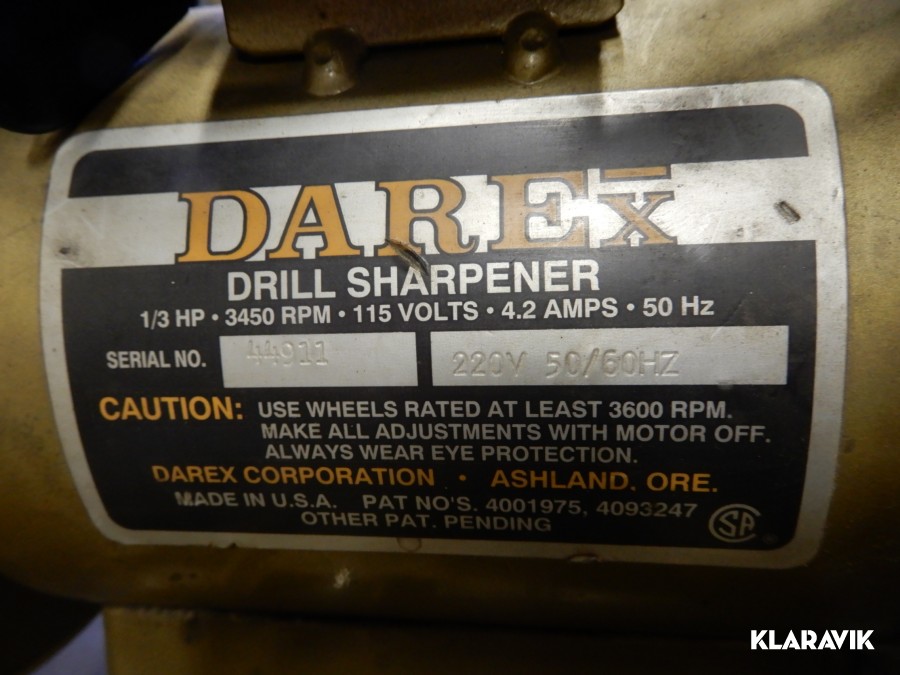 DAREX
DRILL SHARPENER
1/3 HP • 3450 RPM • 115 VOLTS • 4.2 AMPS • 50 Hz
SERIAL NO. 44911 220V 50/60HZ
CAUTION: USE WHEELS RATED AT LEAST 3600 RPM.
MAKE ALL ADJUSTMENTS WITH MOTOR OFF.
ALWAYS WEAR EYE PROTECTION.
DAREX CORPORATION • ASHLAND, ORE.
MADE IN U.S.A. PAT NO'S. 4001975, 4093247
OTHER PAT. PENDING
SA ®
KLARAVIK